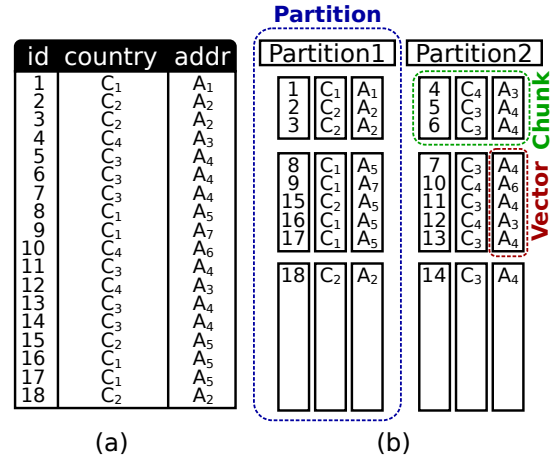 id country addr
1 C₁ A₁
2 C₂ A₂
3 C₂ A₂
4 C₄ A₃
5 C₃ A₄
6 C₃ A₄
7 C₃ A₄
8 C₁ A₅
9 C₁ A₇
10 C₄ A₆
11 C₃ A₄
12 C₄ A₃
13 C₃ A₄
14 C₃ A₄
15 C₂ A₅
16 C₁ A₅
17 C₁ A₅
18 C₂ A₂
(a)
Partition
Partition1
1 C₁ A₁
2 C₂ A₂
3 C₂ A₂
8 C₁ A₅
9 C₁ A₇
15 C₂ A₅
16 C₁ A₅
17 C₁ A₅
18 C₂ A₂
Partition2
4 C₄ A₃
5 C₃ A₄
6 C₃ A₄
Chunk
7 C₃ A₄
10 C₄ A₆
11 C₃ A₄
12 C₄ A₃
13 C₃ A₄
Vector
14 C₃ A₄
(b)